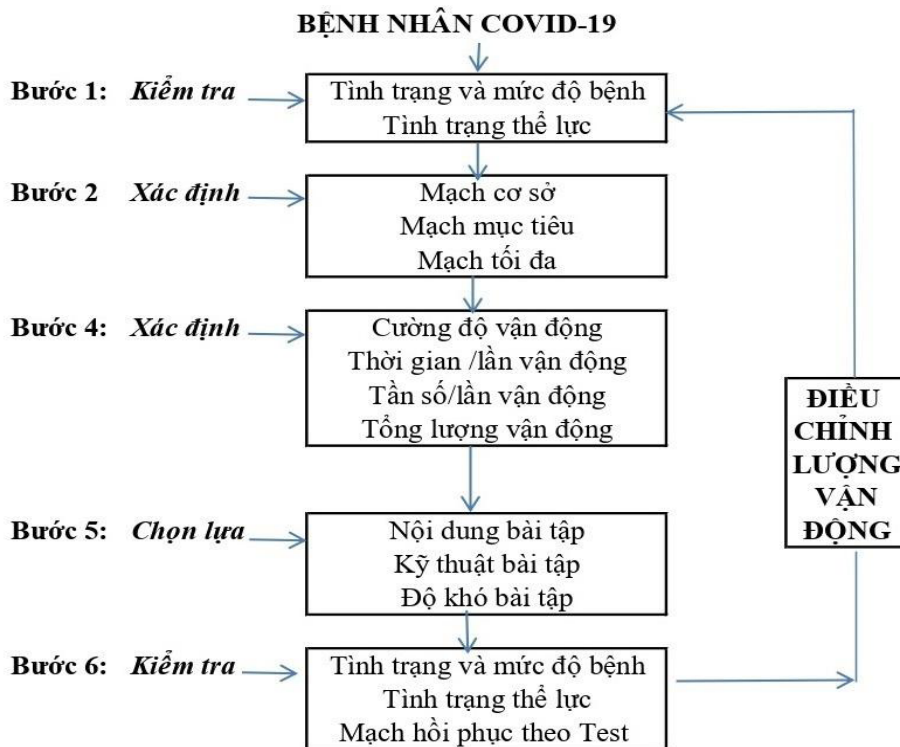 BỆNH NHÂN COVID-19
Bước 1: Kiểm tra
Tình trạng và mức độ bệnh
Tình trạng thể lực
Bước 2 Xác định
Mạch cơ sở
Mạch mục tiêu
Mạch tối đa
Bước 4: Xác định
Cường độ vận động
Thời gian /lần vận động
Tần số/lần vận động
Tổng lượng vận động
ĐIỀU
CHỈNH
LƯỢNG
VẬN
ĐỘNG
Bước 5: Chọn lựa
Nội dung bài tập
Kỹ thuật bài tập
Độ khó bài tập
Bước 6: Kiểm tra
Tình trạng và mức độ bệnh
Tình trạng thể lực
Mạch hồi phục theo Test